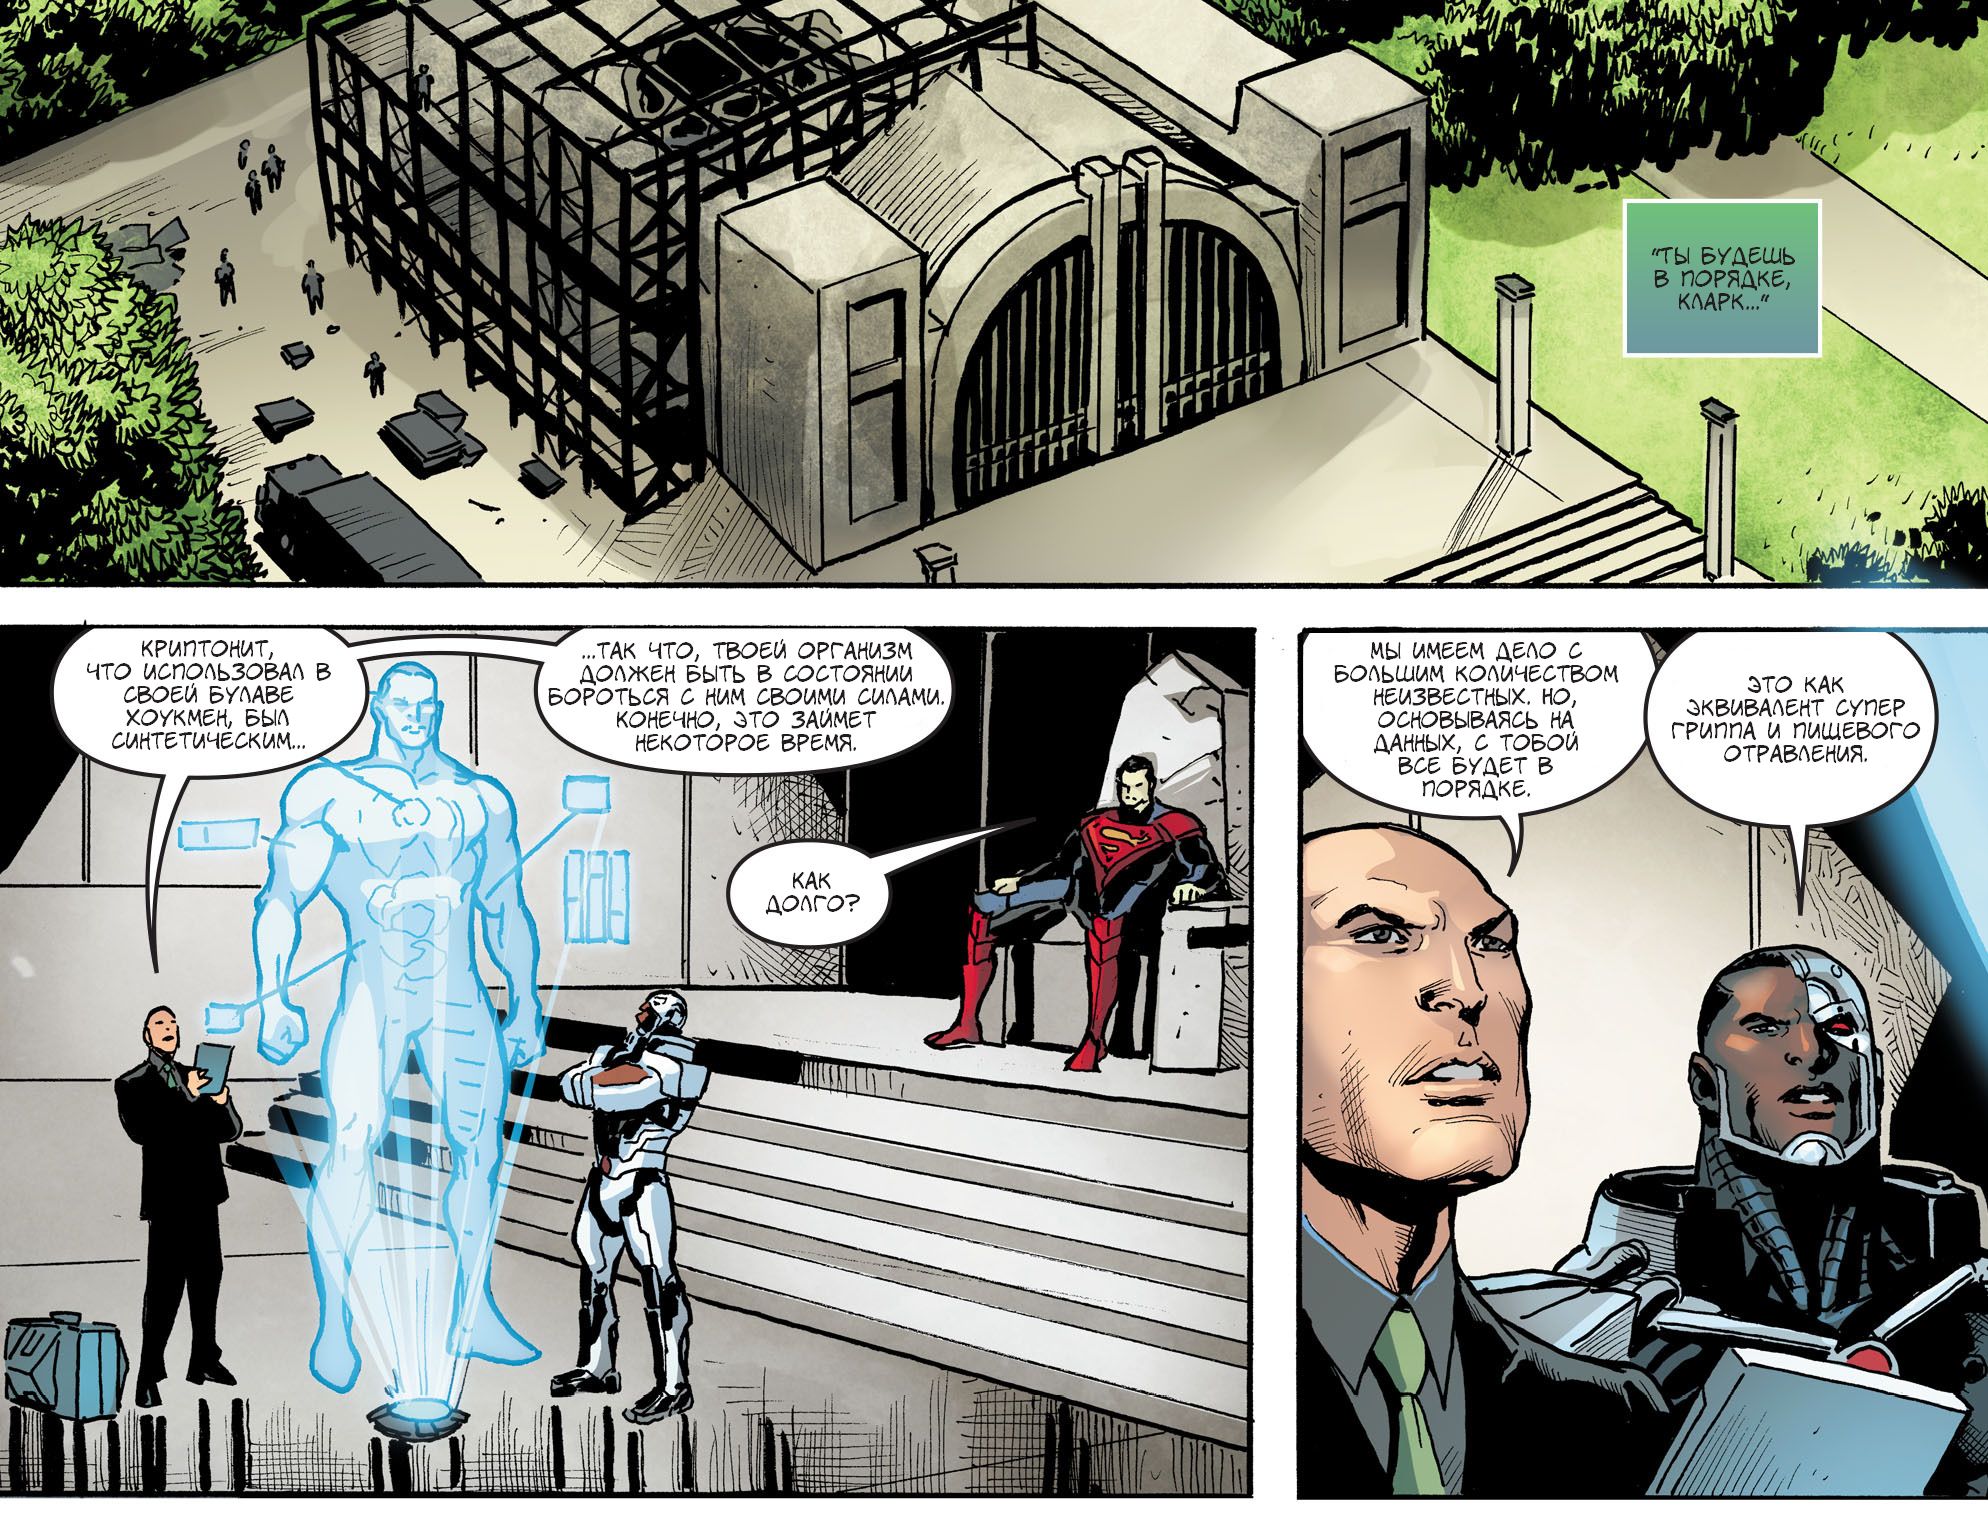 "ТЫ БУДЕШЬ
В ПОРЯДКЕ,
КЛАРК..."
КРИПТОНИТ,
ЧТО ИСПОЛЬЗОВАЛ В
СВОЕЙ БУЛАВЕ
ХОУКМЕН, БЫЛ
СИНТЕТИЧЕСКИМ...
...ТАК ЧТО, ТВОЕЙ ОРГАНИЗМ
ДОЛЖЕН БЫТЬ В СОСТОЯНИИ
БОРОТЬСЯ С НИМ СВОИМИ СИЛАМИ.
КОНЕЧНО, ЭТО ЗАЙМЕТ
НЕКОТОРОЕ ВРЕМЯ.
КАК
ДОЛГО?
МЫ ИМЕЕМ ДЕЛО С
БОЛЬШИМ КОЛИЧЕСТВОМ
НЕИЗВЕСТНЫХ. НО,
ОСНОВЫВАЯСЬ НА
ДАННЫХ, С ТОБОЙ
ВСЕ БУДЕТ В
ПОРЯДКЕ.
ЭТО КАК
ЭКВИВАЛЕНТ СУПЕР
ГРИППА И ПИЩЕВОГО
ОТРАВЛЕНИЯ.